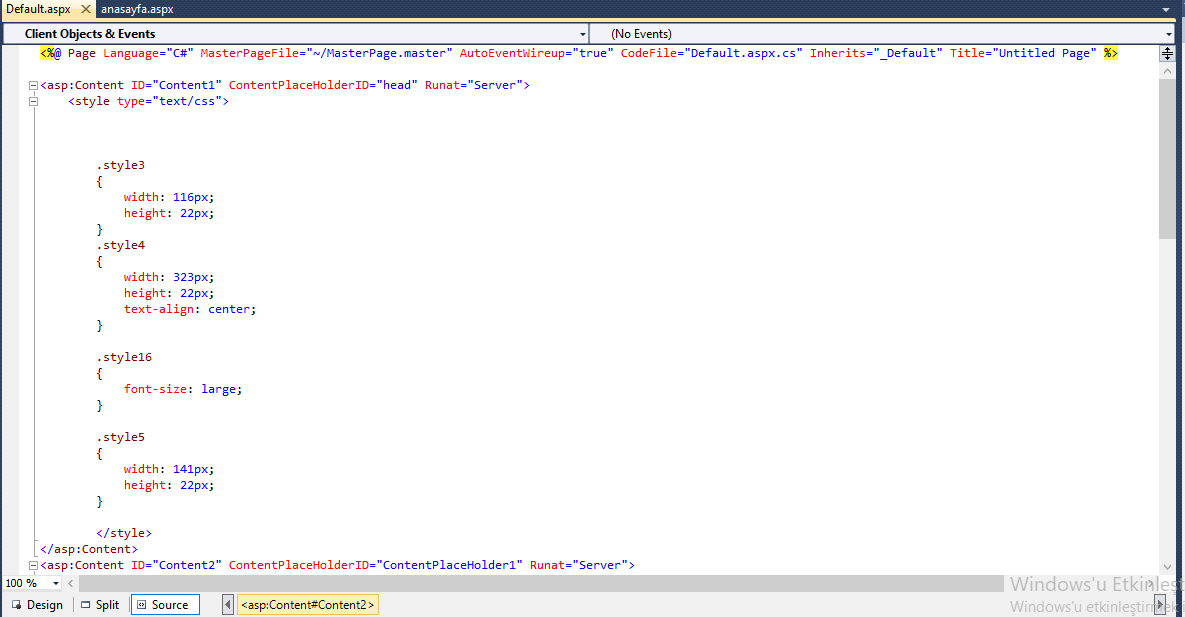 Default.aspx anasayfa.aspx
Client Objects & Events (No Events)
<%@ Page Language="C#" MasterPageFile="~/MasterPage.master" AutoEventWireup="true" CodeFile="Default.aspx.cs" Inherits="_Default" Title="Untitled Page" %>
<asp:Content ID="Content1" ContentPlaceHolderID="head" Runat="Server">
<style type="text/css">
.style3
{
width: 116px;
height: 22px;
}
.style4
{
width: 323px;
height: 22px;
text-align: center;
}
.style16
{
font-size: large;
}
.style5
{
width: 141px;
height: 22px;
}
</style>
</asp:Content>
<asp:Content ID="Content2" ContentPlaceHolderID="ContentPlaceHolder1" Runat="Server">
100 %
Windows'u Etkinleşt
Design Split Source <asp:Content#Content2>
Windows'u etkinleştirmek i